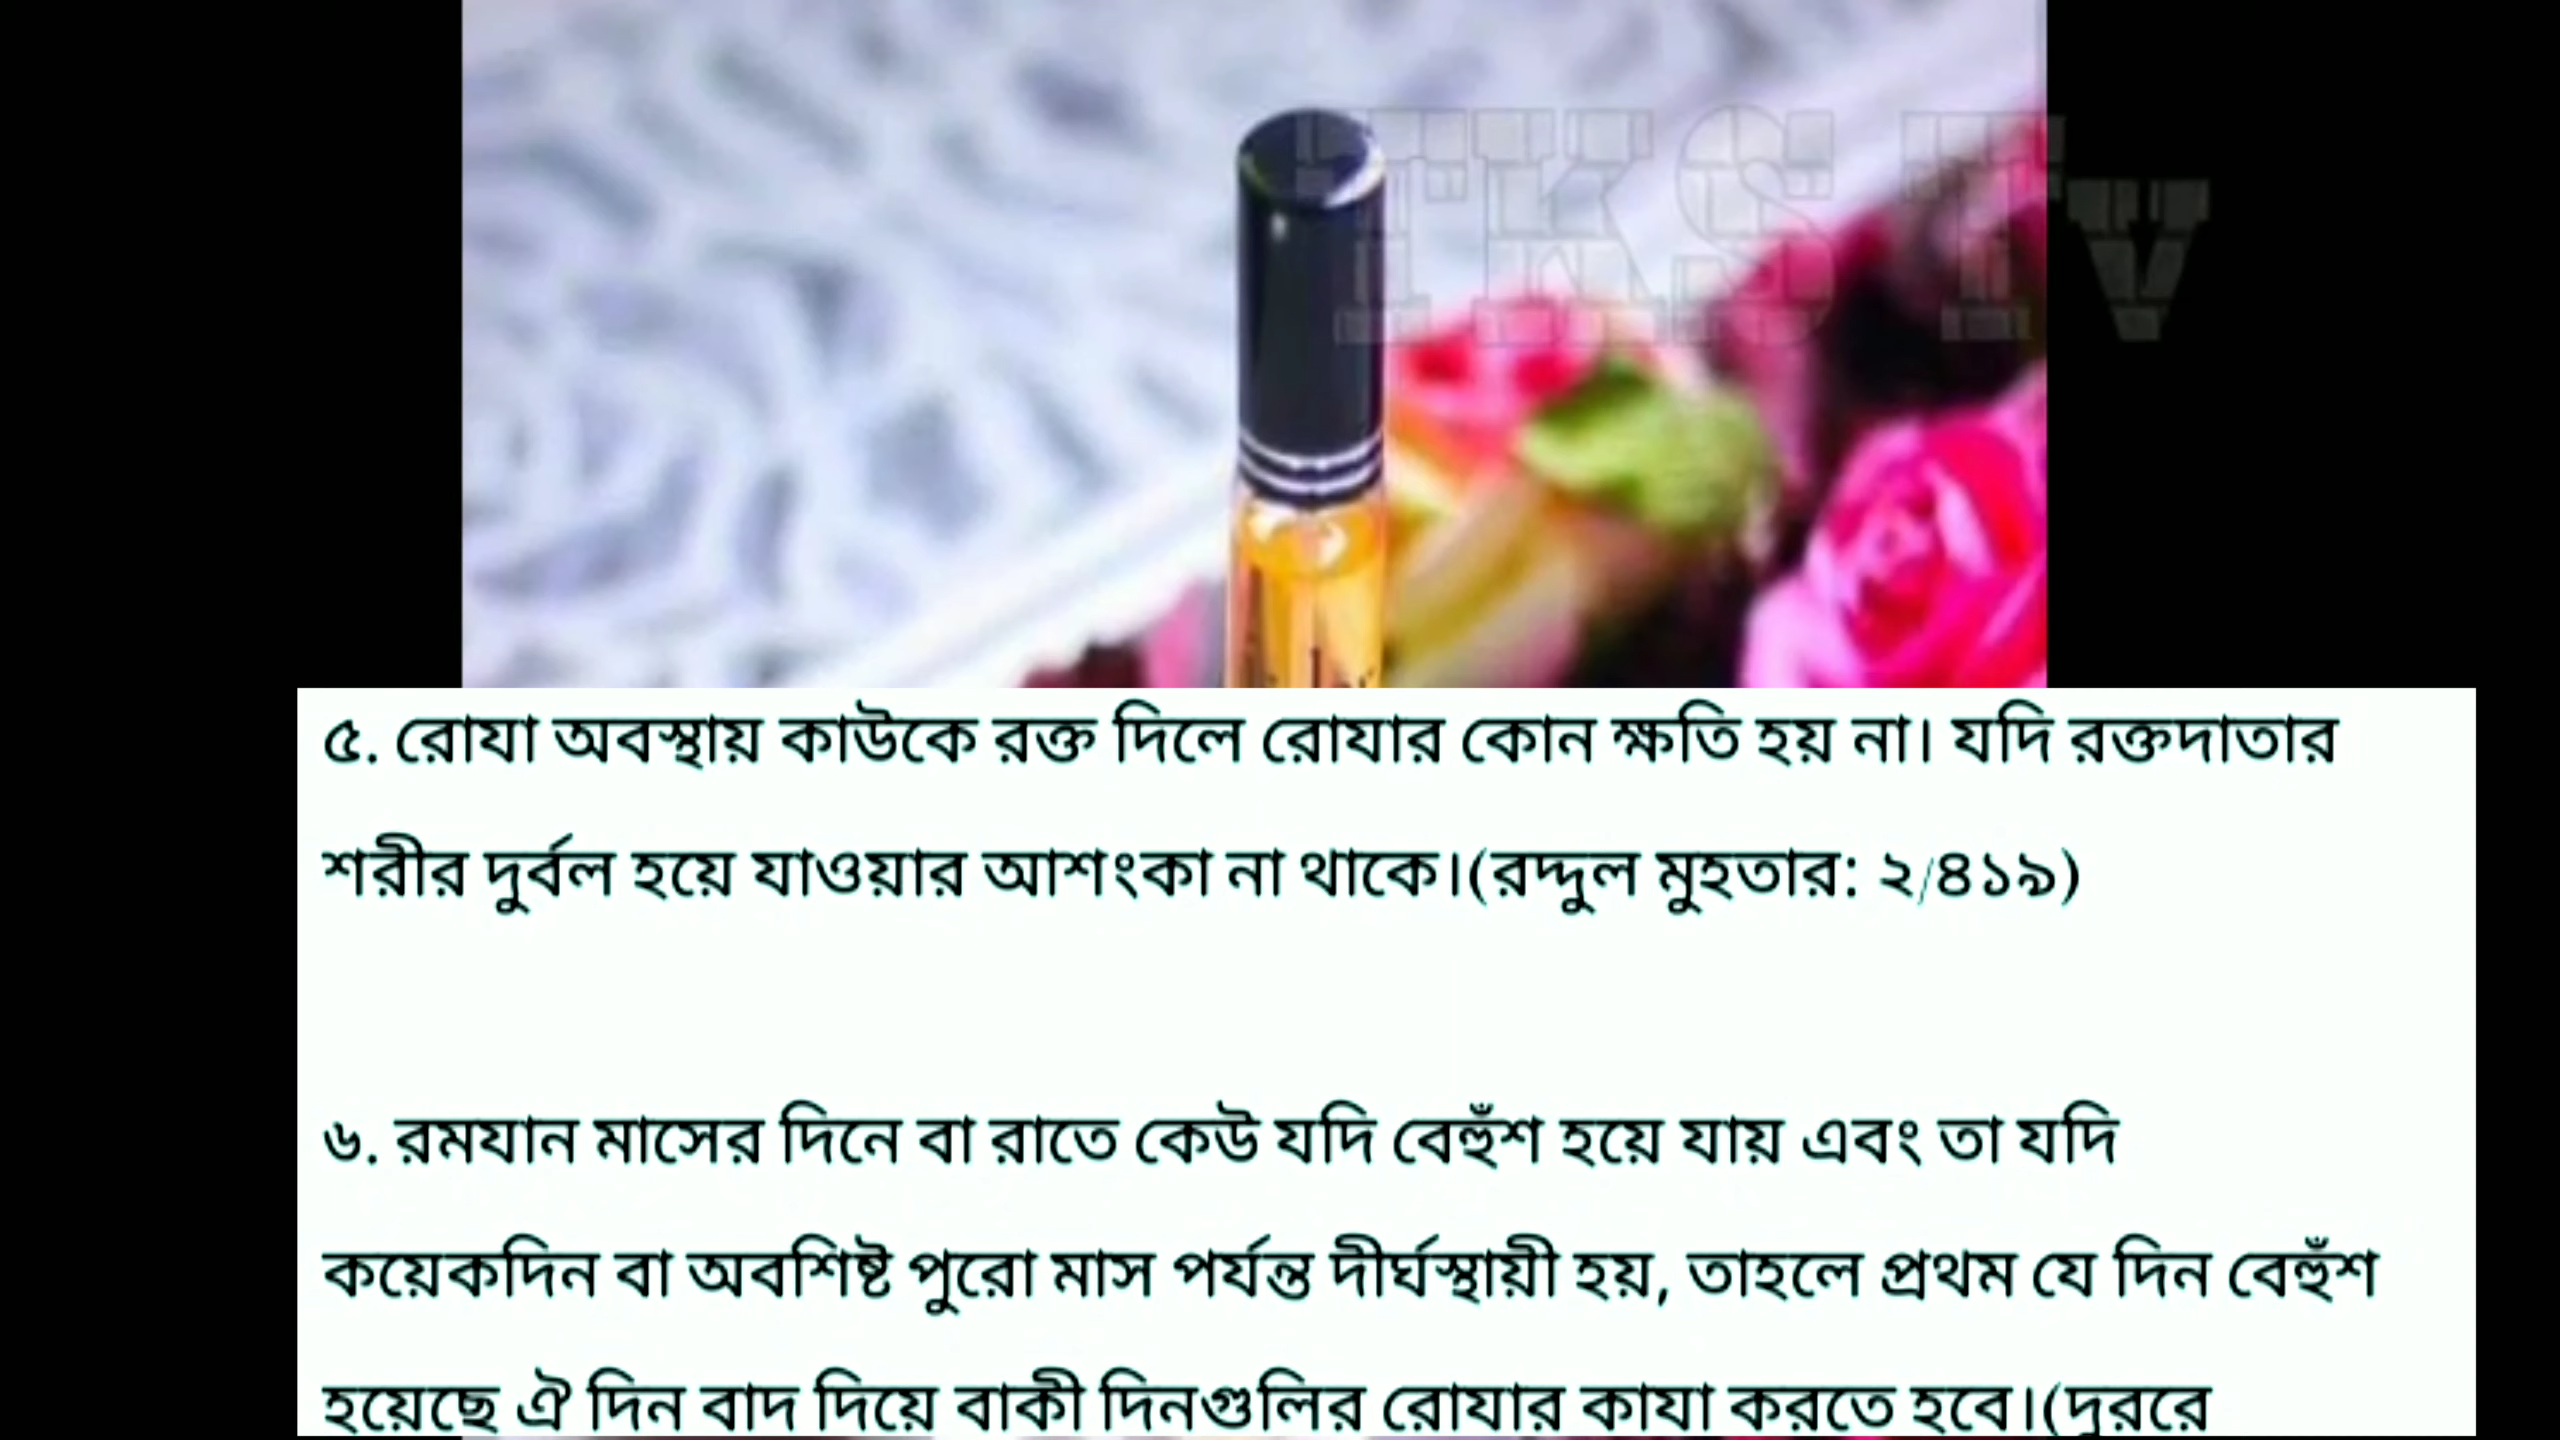 TKS Tv
৫. রোযা অবস্থায় কাউকে রক্ত দিলে রোযার কোন ক্ষতি হয় না। যদি রক্তদাতার
শরীর দুর্বল হয়ে যাওয়ার আশংকা না থাকে।(রদ্দুল মুহতার: ২/৪১৯)
৬. রমযান মাসের দিনে বা রাতে কেউ যদি বেহুঁশ হয়ে যায় এবং তা যদি
কয়েকদিন বা অবশিষ্ট পুরো মাস পর্যন্ত দীর্ঘস্থায়ী হয়, তাহলে প্রথম যে দিন বেহুঁশ
হয়েছে ঐ দিন বাদ দিয়ে বাকী দিনগুলির রোযার কাযা করতে হবে।(দুররে